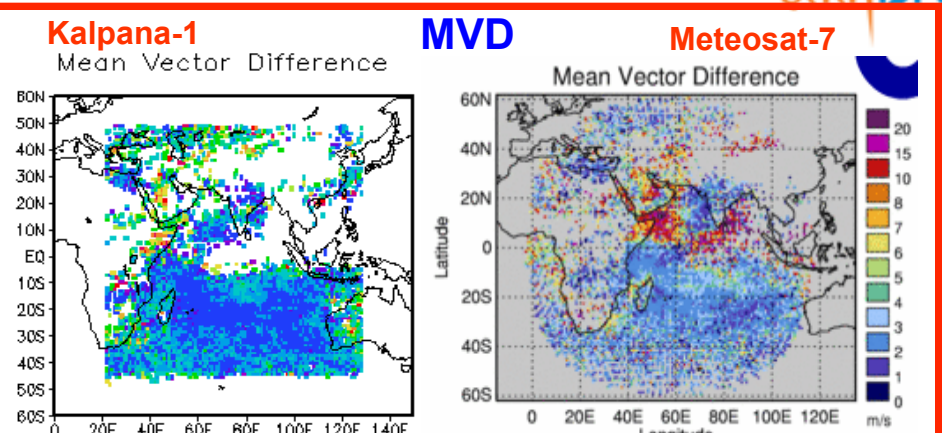 Kalpana-1
MVD
Meteosat-7
Mean Vector Difference
60N
50N
40N
30N
20N
10N
EQ
10S
20S
30S
40S
50S
60S
0 20E 40E 60E 80E 100E 120E 140E
Mean Vector Difference
Latitude
60N
40N
20N
0
20S
40S
60S
0 20E 40E 60E 80E 100E 120E
Longitude
20
15
10
8
7
6
5
4
3
2
1
0
m/s